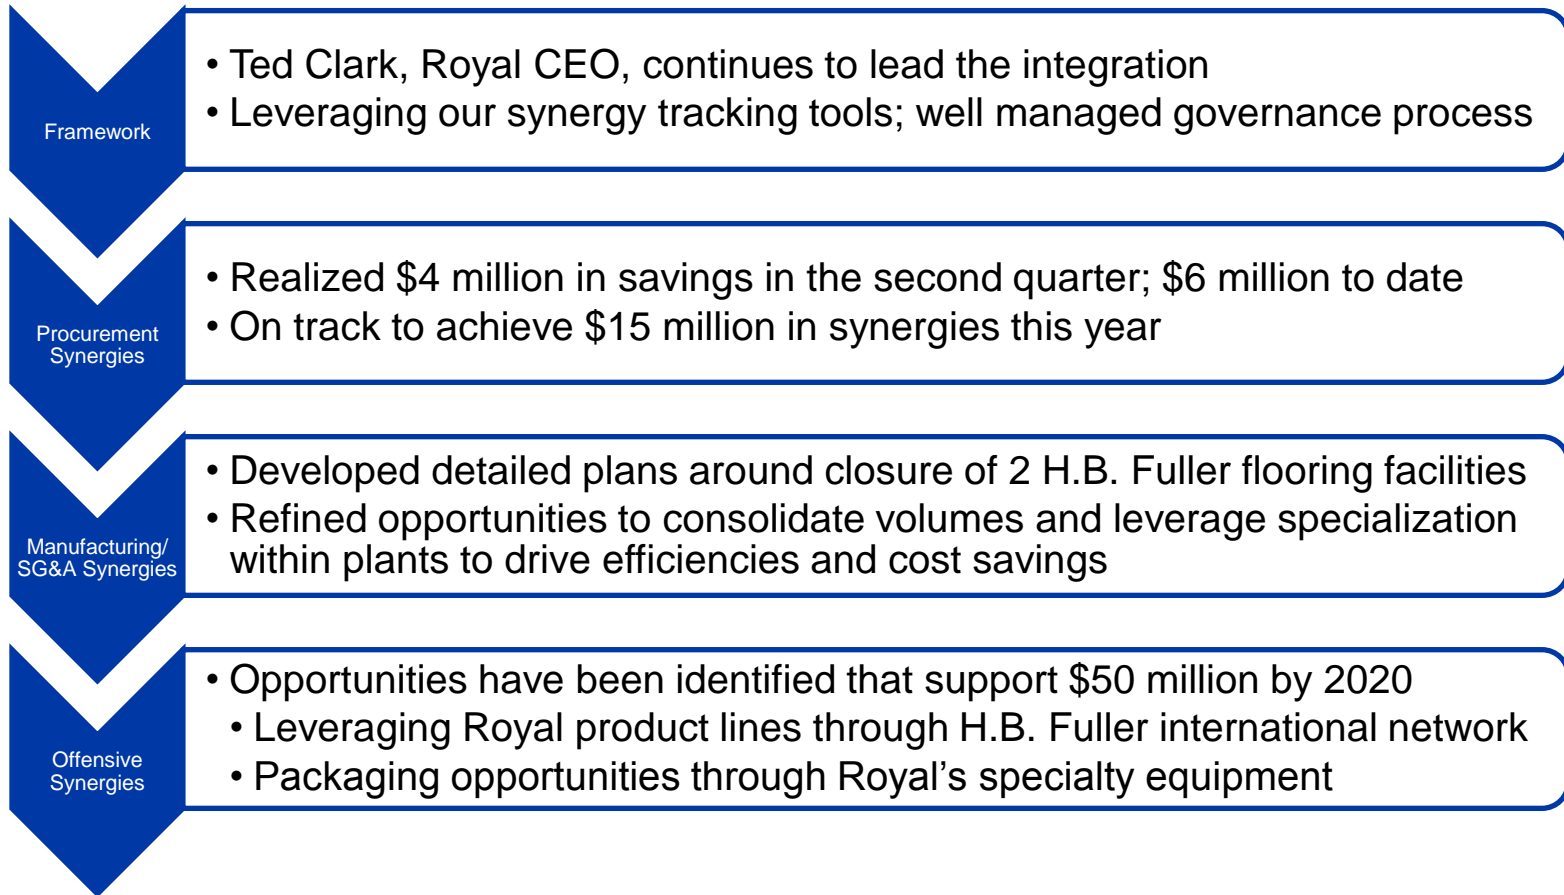 Framework
• Ted Clark, Royal CEO, continues to lead the integration
• Leveraging our synergy tracking tools; well managed governance process
Procurement
Synergies
• Realized $4 million in savings in the second quarter; $6 million to date
• On track to achieve $15 million in synergies this year
Manufacturing/
SG&A Synergies
• Developed detailed plans around closure of 2 H.B. Fuller flooring facilities
• Refined opportunities to consolidate volumes and leverage specialization
within plants to drive efficiencies and cost savings
Offensive
Synergies
• Opportunities have been identified that support $50 million by 2020
• Leveraging Royal product lines through H.B. Fuller international network
• Packaging opportunities through Royal’s specialty equipment